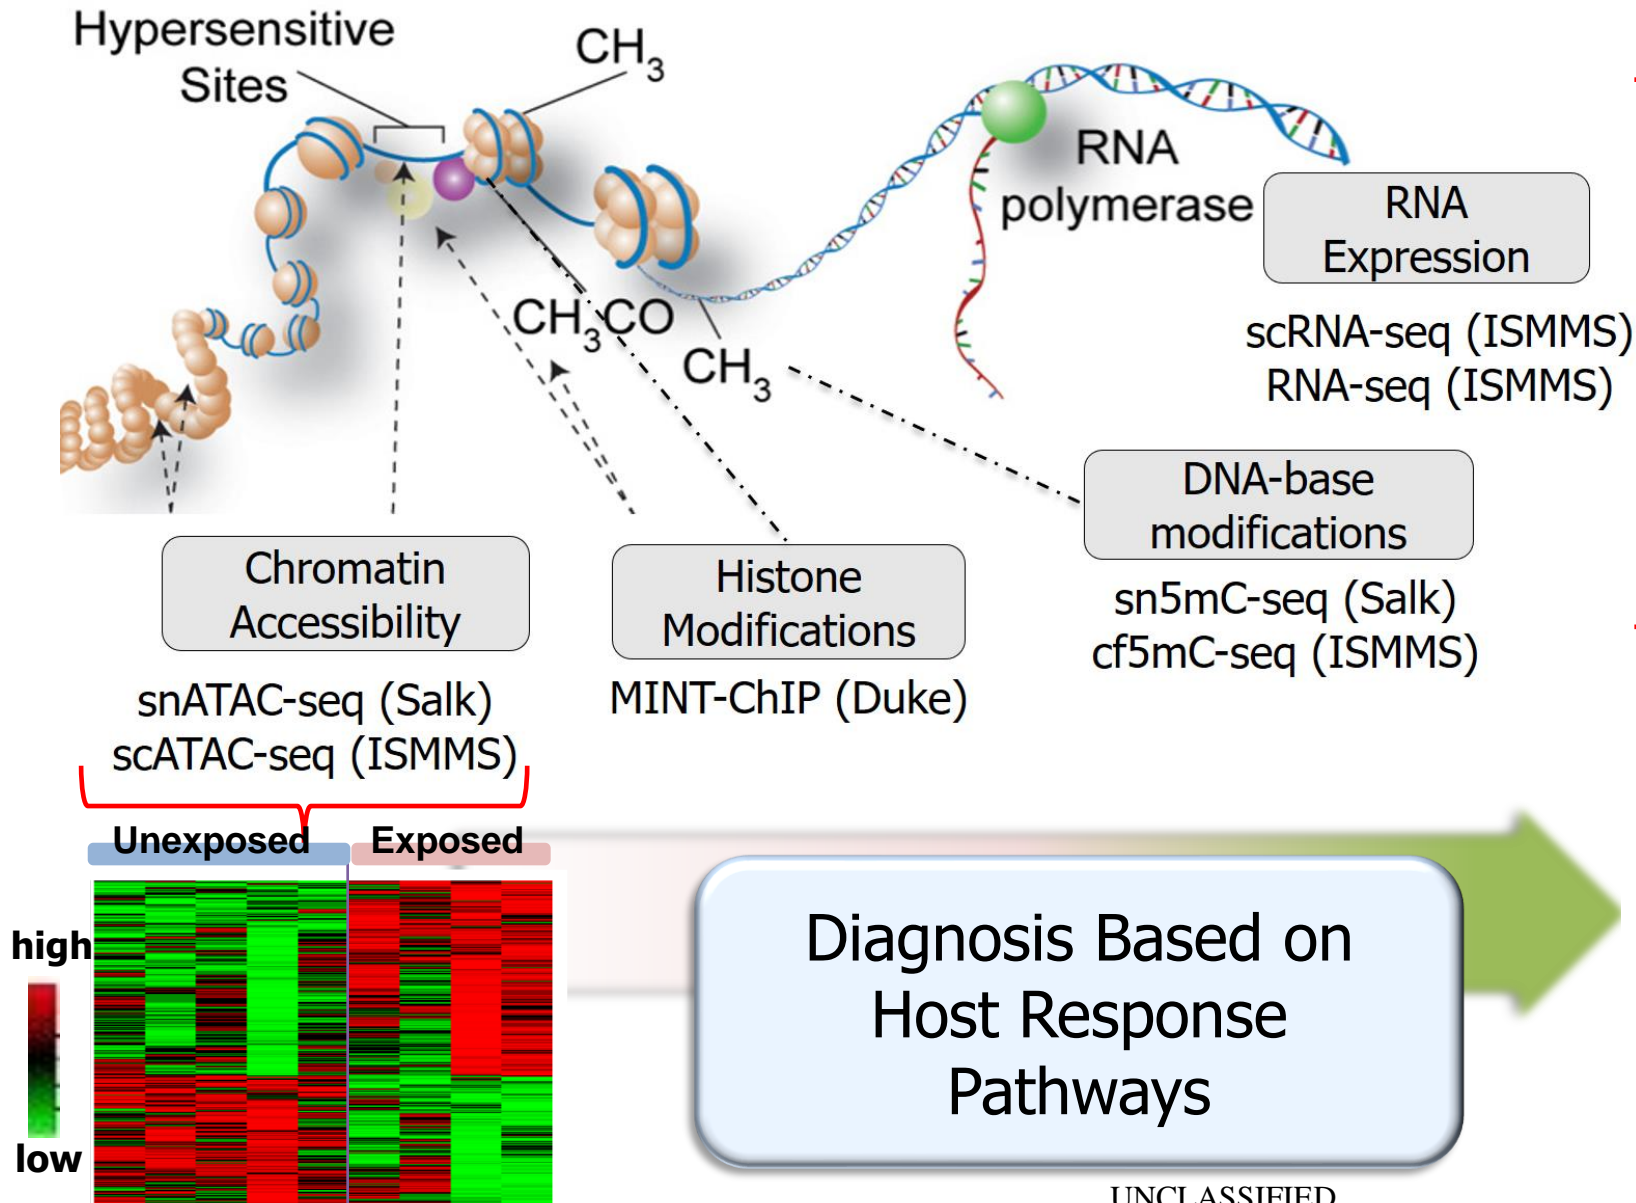 Hypersensitive
Sites
CH3
RNA
polymerase
CH3CO
CH3
RNA
Expression
scRNA-seq (ISMMS)
RNA-seq (ISMMS)
DNA-base
modifications
sn5mC-seq (Salk)
cf5mC-seq (ISMMS)
Chromatin
Accessibility
snATAC-seq (Salk)
scATAC-seq (ISMMS)
Histone
Modifications
MINT-ChIP (Duke)
Unexposed
Exposed
high
low
Diagnosis Based on
Host Response
Pathways
UNCLASSIFIED